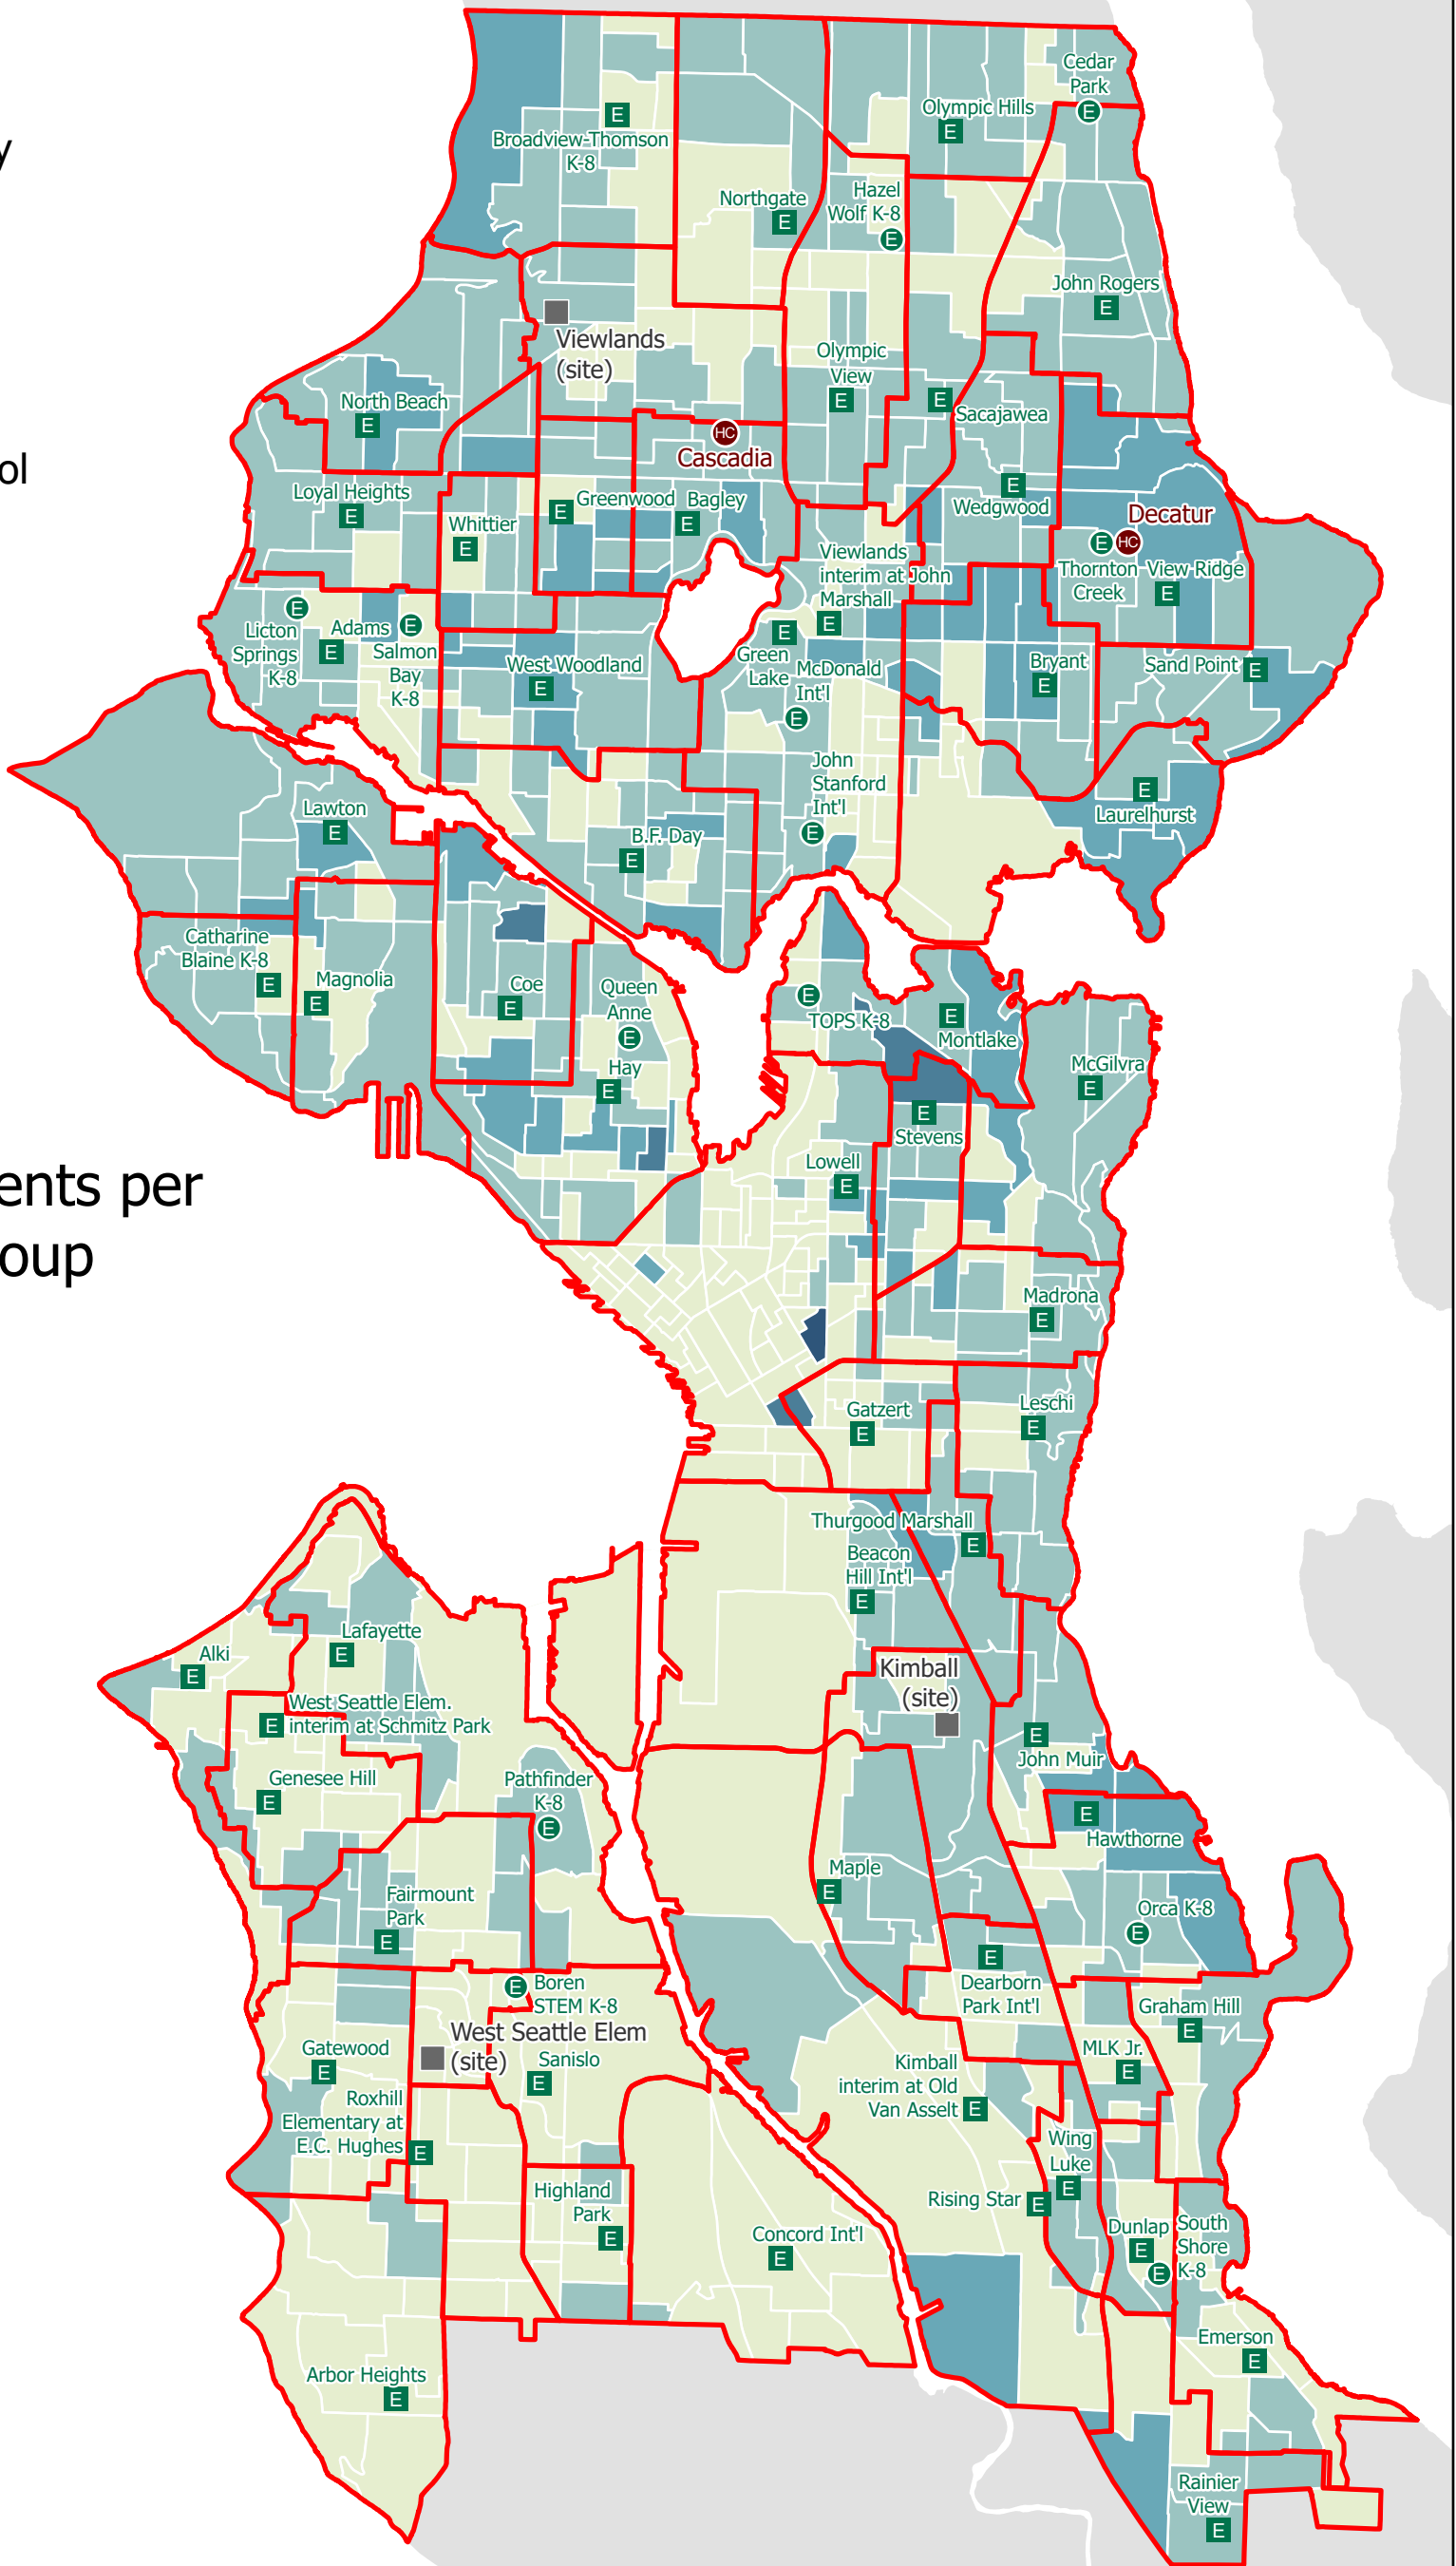 y
ol
ents per
oup
Cedar
Park
E
Olympic Hills
E
E
Broadview-Thomson
K-8
Northgate
E
Hazel
Wolf K-8
E
John Rogers
E
Viewlands
(site)
Olympic
View
E
North Beach
E
E
Sacajawea
HC
Cascadia
Loyal Heights
E
Whittier
E
E
Greenwood
Bagley
E
E
Wedgwood
Decatur
E
HC
Thornton
Creek
View Ridge
E
Viewlands
interim at John
Marshall
E
E
Licton
Springs
K-8
Adams
E
E
Salmon
Bay
K-8
West Woodland
E
E
Green
Lake
McDonald
Int'l
E
Bryant
E
Sand Point
E
John
Stanford
Int'l
E
E
Laurelhurst
Lawton
E
B.F. Day
E
Catharine
Blaine K-8
E
Magnolia
E
Coe
E
Queen
Anne
E
Hay
E
E
TOPS K-8
E
Montlake
McGilvra
E
E
Stevens
Lowell
E
Madrona
E
Gatzert
E
Leschi
E
Thurgood Marshall
E
Beacon
Hill Int'l
E
Kimball
(site)
E
John Muir
Alki
E
Lafayette
E
West Seattle Elem.
E
interim at Schmitz Park
Genesee Hill
E
Pathfinder
K-8
E
E
Hawthorne
Maple
E
Fairmount
Park
E
Orca K-8
E
E
Dearborn
Park Int'l
E
Boren
STEM K-8
Graham Hill
E
West Seattle Elem
(site)
Gatewood
E
Sanislo
E
MLK Jr.
E
Kimball
interim at Old
Van Asselt
E
Roxhill
Elementary at
E.C. Hughes
E
Wing
Luke
E
Rising Star
E
Highland
Park
E
Concord Int'l
E
Dunlap
E
South
Shore
K-8
E
Emerson
E
Arbor Heights
E
Rainier
View
E